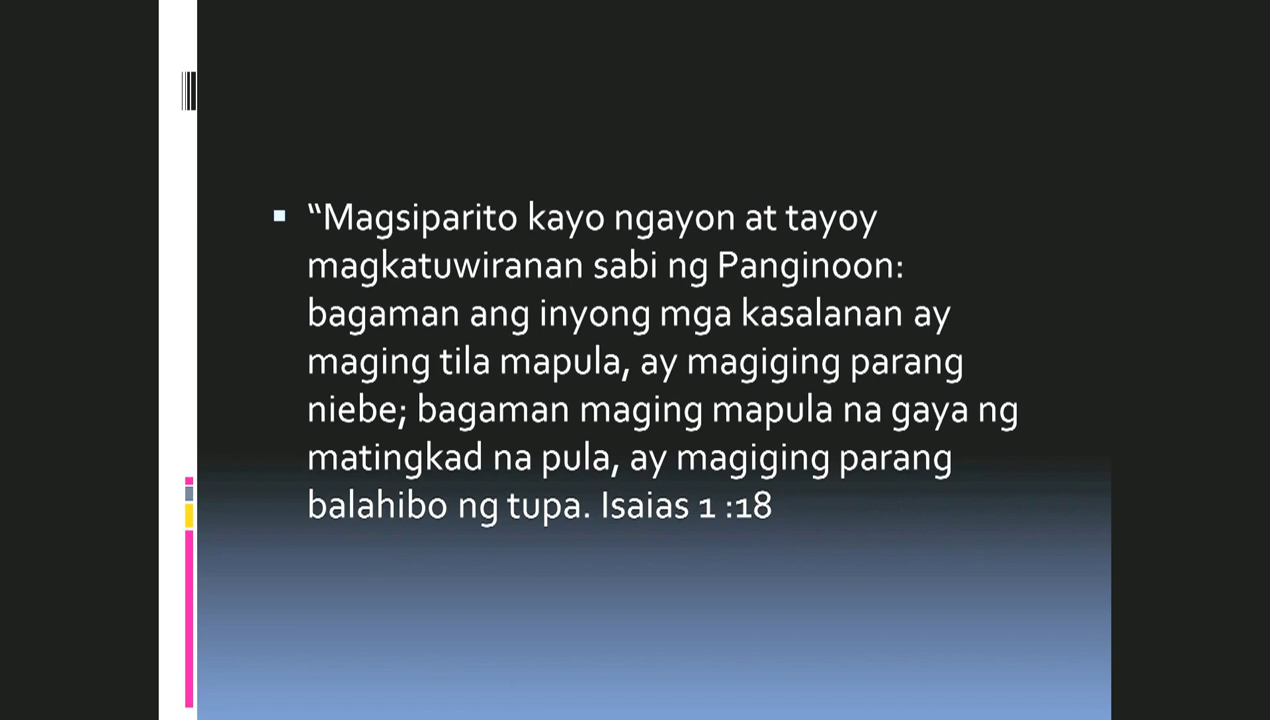 “Magsiparito kayo ngayon at tayoy
magkatuwiranan sabi ng Panginoon:
bagaman ang inyong mga kasalanan ay
maging tila mapula, ay magiging parang
niebe; bagaman maging mapula na gaya ng
matingkad na pula, ay magiging parang
balahibo ng tupa. Isaias 1 :18